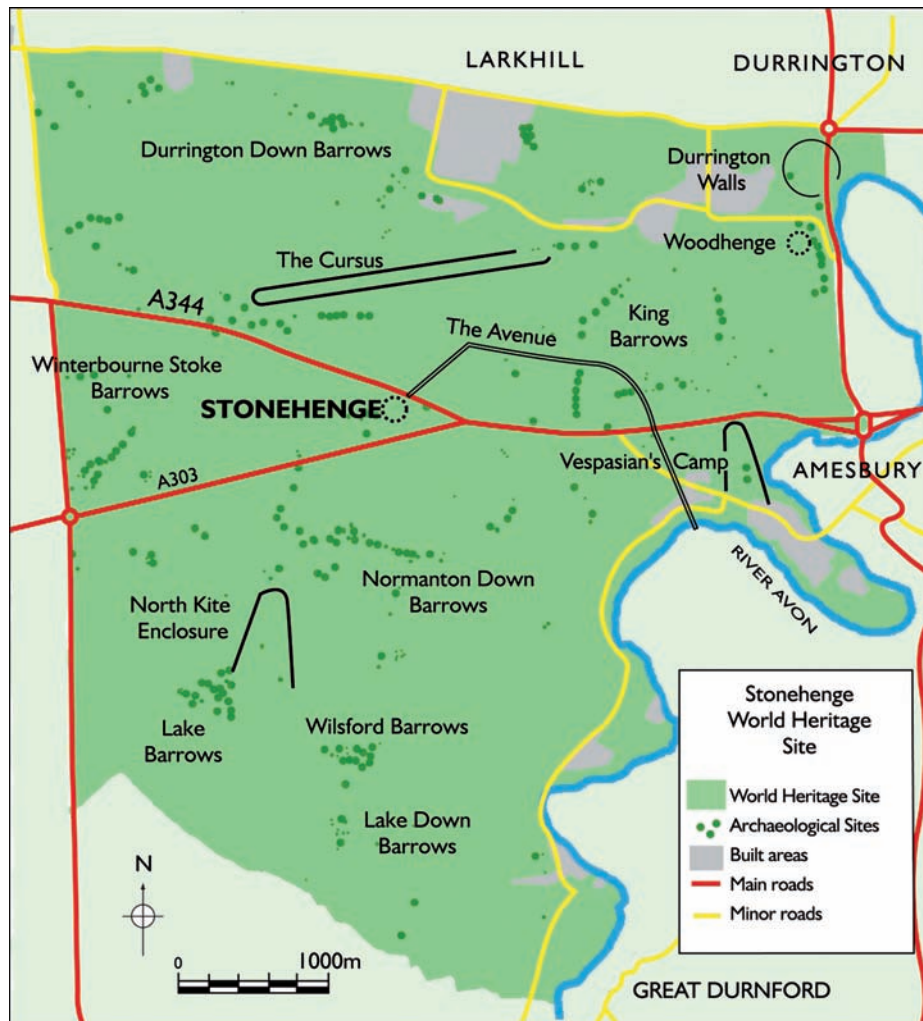 LARKHILL
DURRINGTON
Durrington Down Barrows
Durrington
Walls
Woodhenge
The Cursus
A344
The Avenue
King
Barrows
Winterbourne Stoke
Barrows
STONEHENGE
A303
Vespasian's Camp
AMESBURY
RIVER AVON
Normanton Down
Barrows
North Kite
Enclosure
Lake
Barrows
Wilsford Barrows
Lake Down
Barrows
N
0
1000m
Stonehenge
World Heritage
Site
World Heritage Site
Archaeological Sites
Built areas
Main roads
Minor roads
GREAT DURNFORD